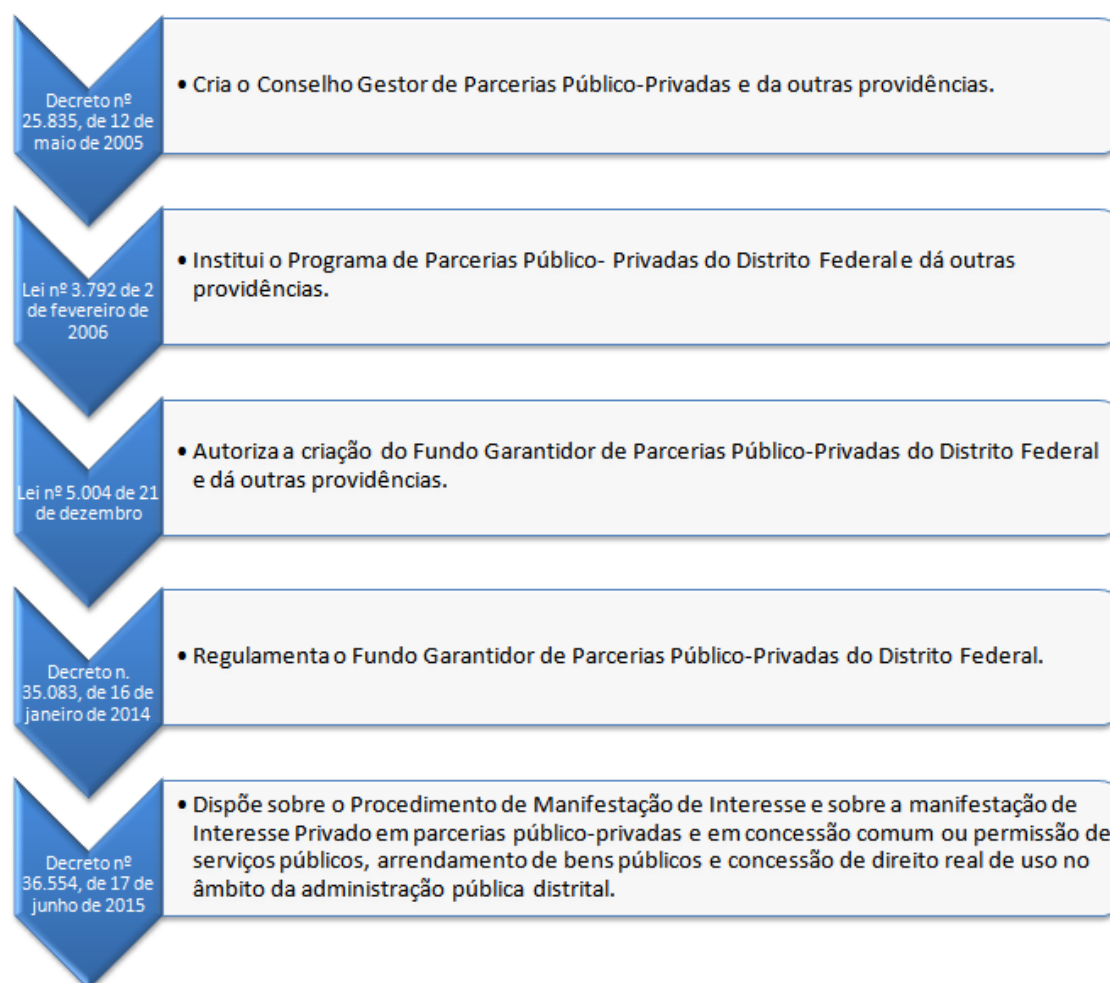 Decreto nº
25.835, de 12 de
maio de 2005
• Cria o Conselho Gestor de Parcerias Público-Privadas e da outras providências.
Lei nº 3.792 de 2
de fevereiro de
2006
• Institui o Programa de Parcerias Público- Privadas do Distrito Federal e dá outras
providências.
Lei nº 5.004 de 21
de dezembro
• Autoriza a criação do Fundo Garantidor de Parcerias Público-Privadas do Distrito Federal
e dá outras providências.
Decreto n.
35.083, de 16 de
janeiro de 2014
• Regulamenta o Fundo Garantidor de Parcerias Público-Privadas do Distrito Federal.
Decreto nº
36.554, de 17 de
junho de 2015
• Dispõe sobre o Procedimento de Manifestação de Interesse e sobre a manifestação de
Interesse Privado em parcerias público-privadas e em concessão comum ou permissão de
serviços públicos, arrendamento de bens públicos e concessão de direito real de uso no
âmbito da administração pública distrital.